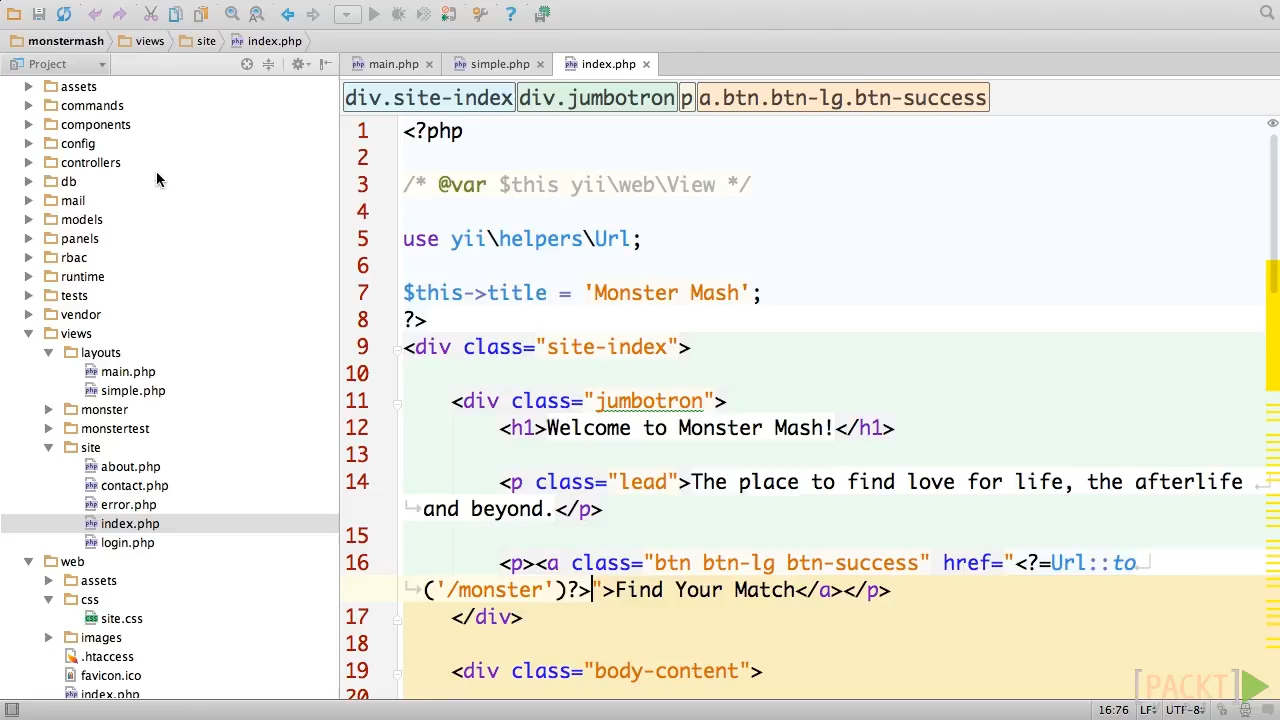 monstermash views site index.php
Project
main.php simple.php index.php
assets
commands
components
config
controllers
db
mail
models
panels
rbac
runtime
tests
vendor
views
layouts
main.php
simple.php
monster
monstertest
site
about.php
contact.php
error.php
index.php
login.php
web
assets
css
site.css
images
.htaccess
favicon.ico
index.php
div.site-index div.jumbotron p a.btn.btn-lg.btn-success
1 <?php
2
3 /* @var $this yii\web\View */
4
5 use yii\helpers\Url;
6
7 $this->title = 'Monster Mash';
8 ?>
9 <div class="site-index">
10
11 <div class="jumbotron">
12 <h1>Welcome to Monster Mash!</h1>
13
14 <p class="lead">The place to find love for life, the afterlife
and beyond.</p>
15
16 <p><a class="btn btn-lg btn-success" href="<?=Url::to
('/monster')?>">Find Your Match</a></p>
17 </div>
18
19 <div class="body-content">
20
[PACKT]
16:76 LF UTF-8